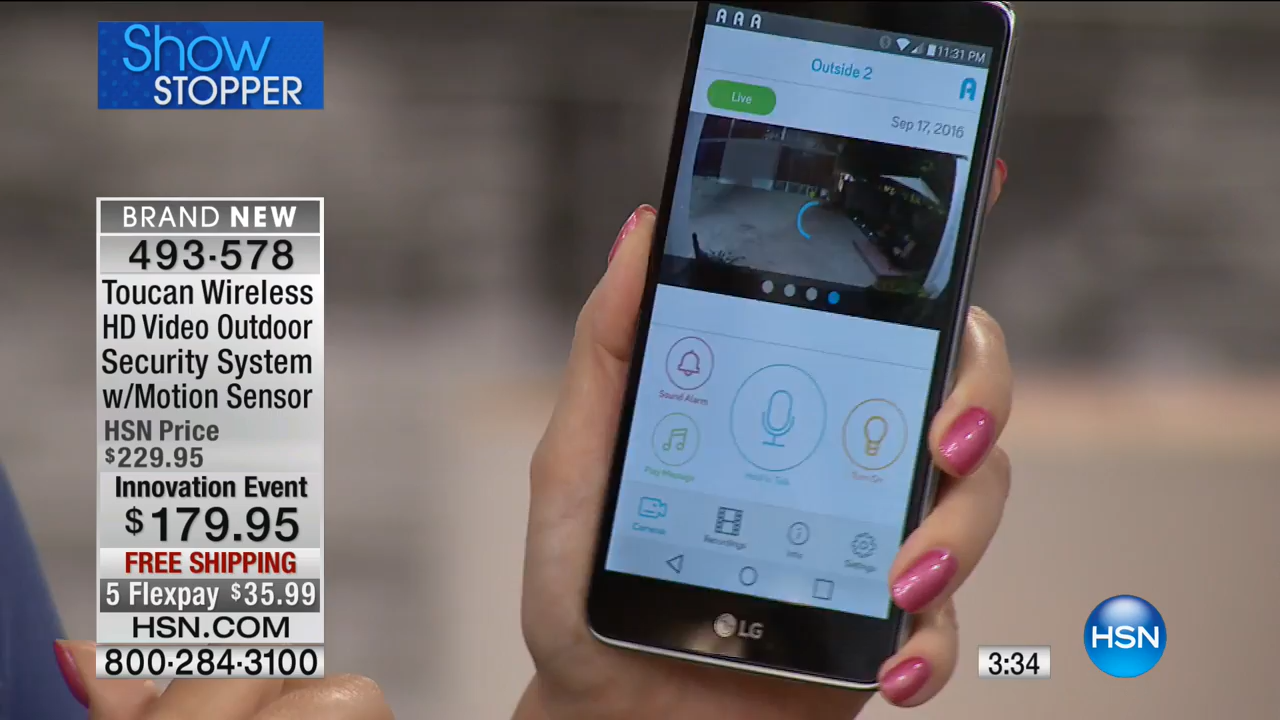 Show
STOPPER
BRAND NEW
493-578
Toucan Wireless
HD Video Outdoor
Security System
w/Motion Sensor
HSN Price
$229.95
Innovation Event
$179.95
FREE SHIPPING
5 Flexpay $35.99
HSN.COM
800-284-3100
11:31 PM
Outside 2
Live
Sep 17, 2016
Sound Alarm
Play Message
Hold to Talk
Turn On
Camera
Recordings
Info
Settings
LG
3:34
HSN